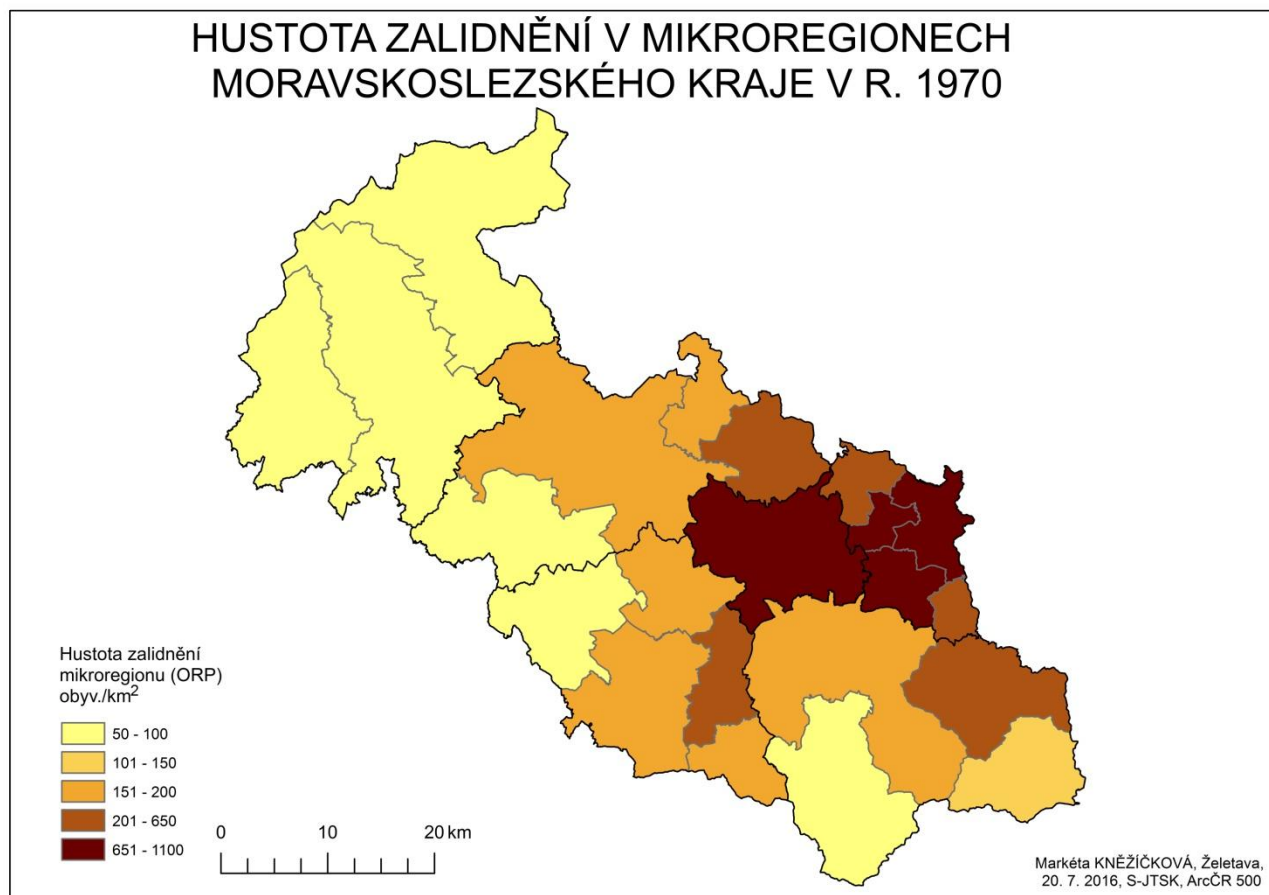 HUSTOTA ZALIDNĚNÍ V MIKROREGIONECH
MORAVSKOSLEZSKÉHO KRAJE V R. 1970
Hustota zalidnění
mikroregionu (ORP)
obyv./km²
50 - 100
101 - 150
151 - 200
201 - 650
651 - 1100
0 10 20 km
Markéta KNĚŽÍČKOVÁ, Želetava,
20. 7. 2016, S-JTSK, ArcČR 500